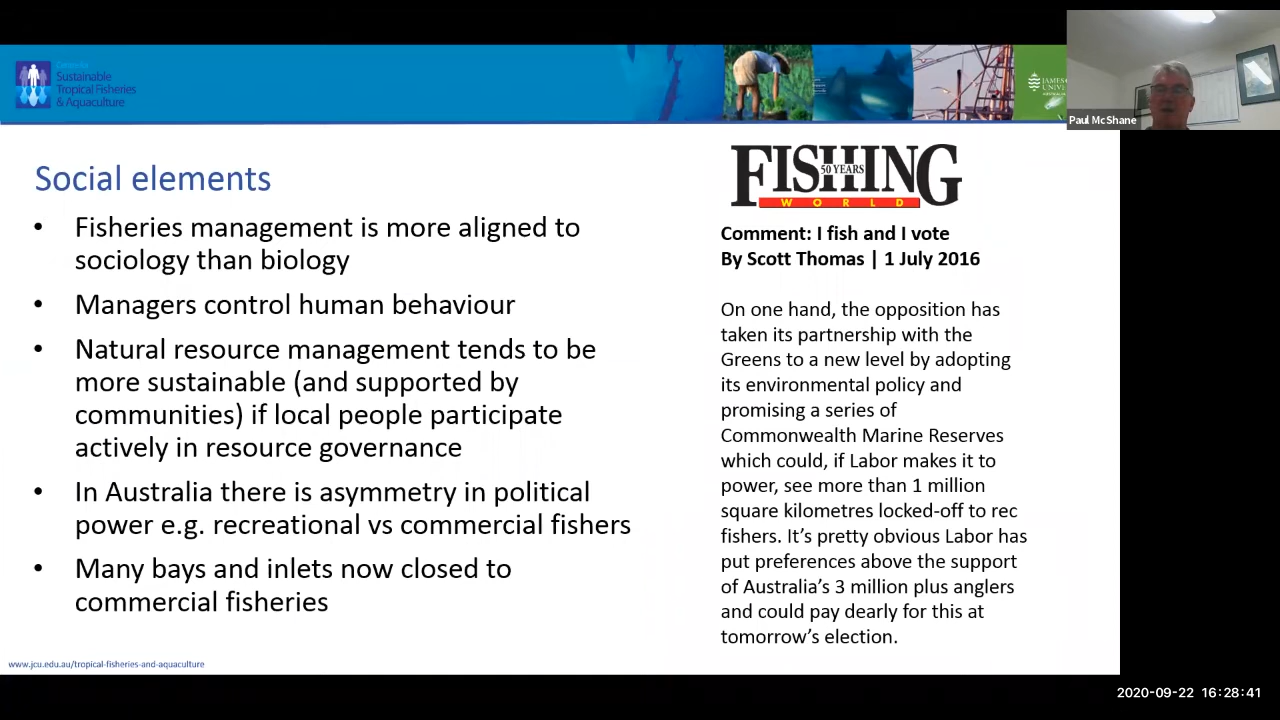 Centre for
Sustainable
Tropical Fisheries
& Aquaculture
Paul McShane
Social elements
• Fisheries management is more aligned to
sociology than biology
• Managers control human behaviour
• Natural resource management tends to be
more sustainable (and supported by
communities) if local people participate
actively in resource governance
• In Australia there is asymmetry in political
power e.g. recreational vs commercial fishers
• Many bays and inlets now closed to
commercial fisheries
www.jcu.edu.au/tropical-fisheries-and-aquaculture
FISHING
50 YEARS
WORLD
Comment: I fish and I vote
By Scott Thomas | 1 July 2016
On one hand, the opposition has
taken its partnership with the
Greens to a new level by adopting
its environmental policy and
promising a series of
Commonwealth Marine Reserves
which could, if Labor makes it to
power, see more than 1 million
square kilometres locked-off to rec
fishers. It's pretty obvious Labor has
put preferences above the support
of Australia's 3 million plus anglers
and could pay dearly for this at
tomorrow's election.
2020-09-22 16:28:41